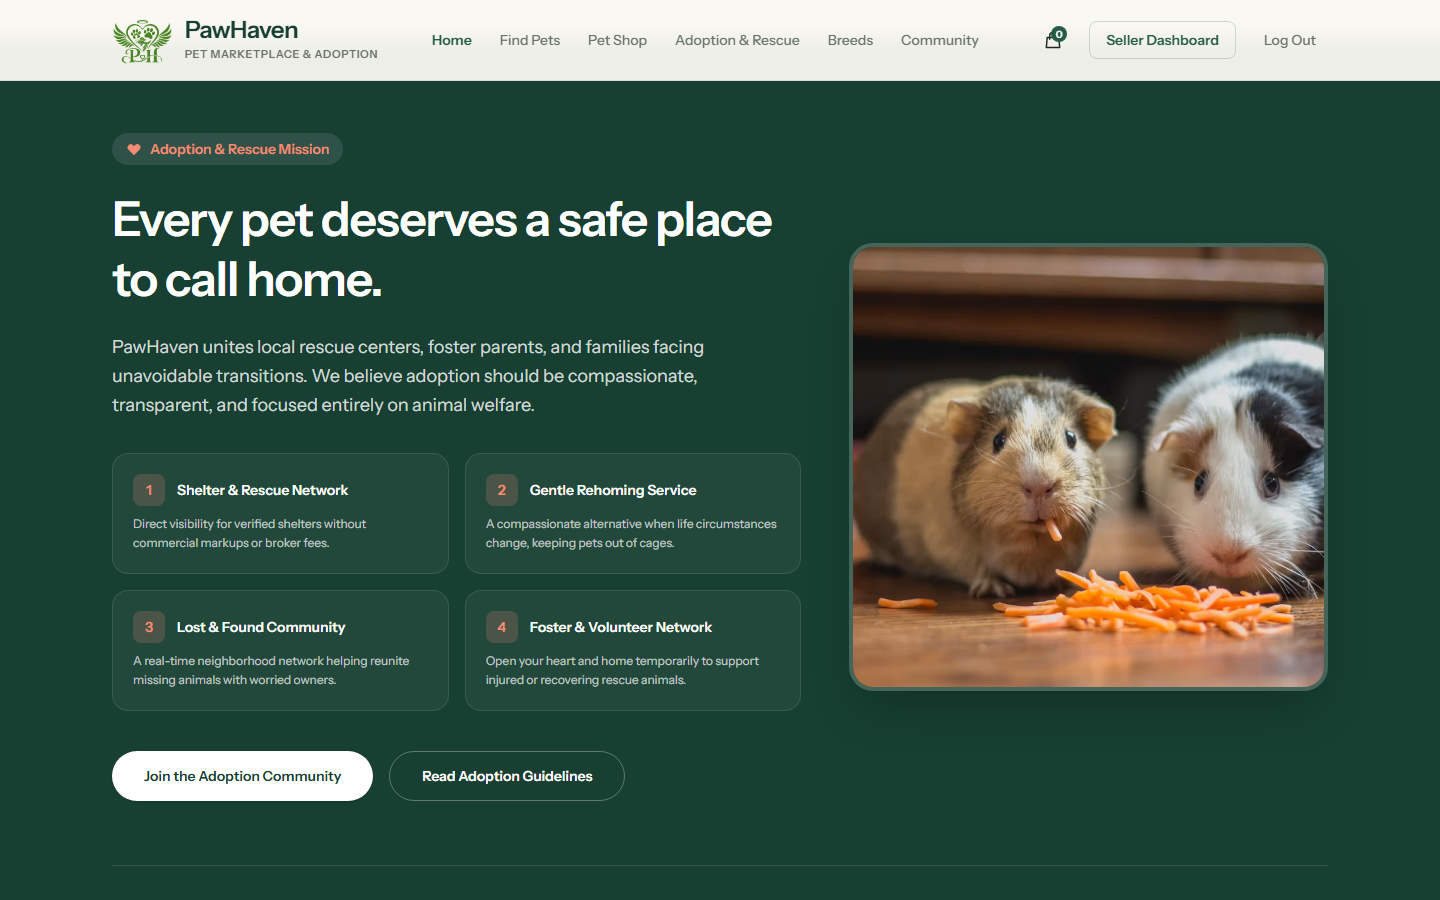 PawHaven
PET MARKETPLACE & ADOPTION
PH
Home
Find Pets
Pet Shop
Adoption & Rescue
Breeds
Community
0
Seller Dashboard
Log Out
Adoption & Rescue Mission
Every pet deserves a safe place
to call home.
PawHaven unites local rescue centers, foster parents, and families facing
unavoidable transitions. We believe adoption should be compassionate,
transparent, and focused entirely on animal welfare.
1
Shelter & Rescue Network
Direct visibility for verified shelters without
commercial markups or broker fees.
2
Gentle Rehoming Service
A compassionate alternative when life circumstances
change, keeping pets out of cages.
3
Lost & Found Community
A real-time neighborhood network helping reunite
missing animals with worried owners.
4
Foster & Volunteer Network
Open your heart and home temporarily to support
injured or recovering rescue animals.
Join the Adoption Community
Read Adoption Guidelines